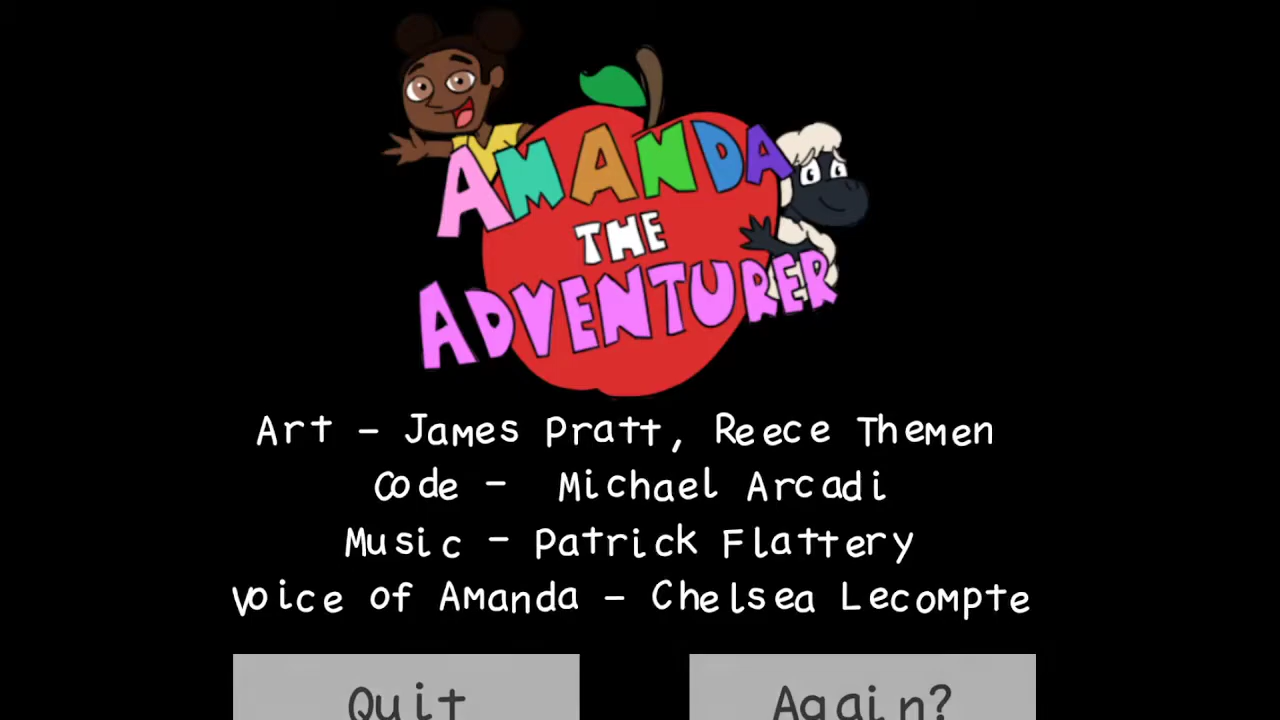 AMANDA
THE
ADVENTURER
Art - James Pratt, Reece Themen
Code - Michael Arcadi
Music - Patrick Flattery
Voice of Amanda - Chelsea Lecompte
Quit
Again?